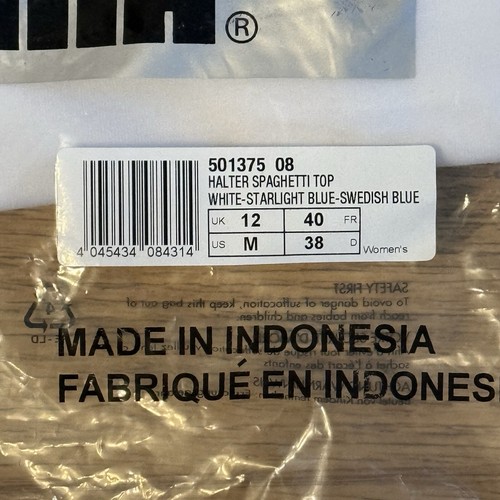 ®
501375 08
HALTER SPAGHETTI TOP
WHITE-STARLIGHT BLUE-SWEDISH BLUE
UK 12 40 FR
US M 38 D
Women's
4 045434 084314
SAFETY FIRST
To avoid danger of suffocation, keep this bag out of
reach from babies and children
MADE IN INDONESIA
FABRIQUÉ EN INDONES